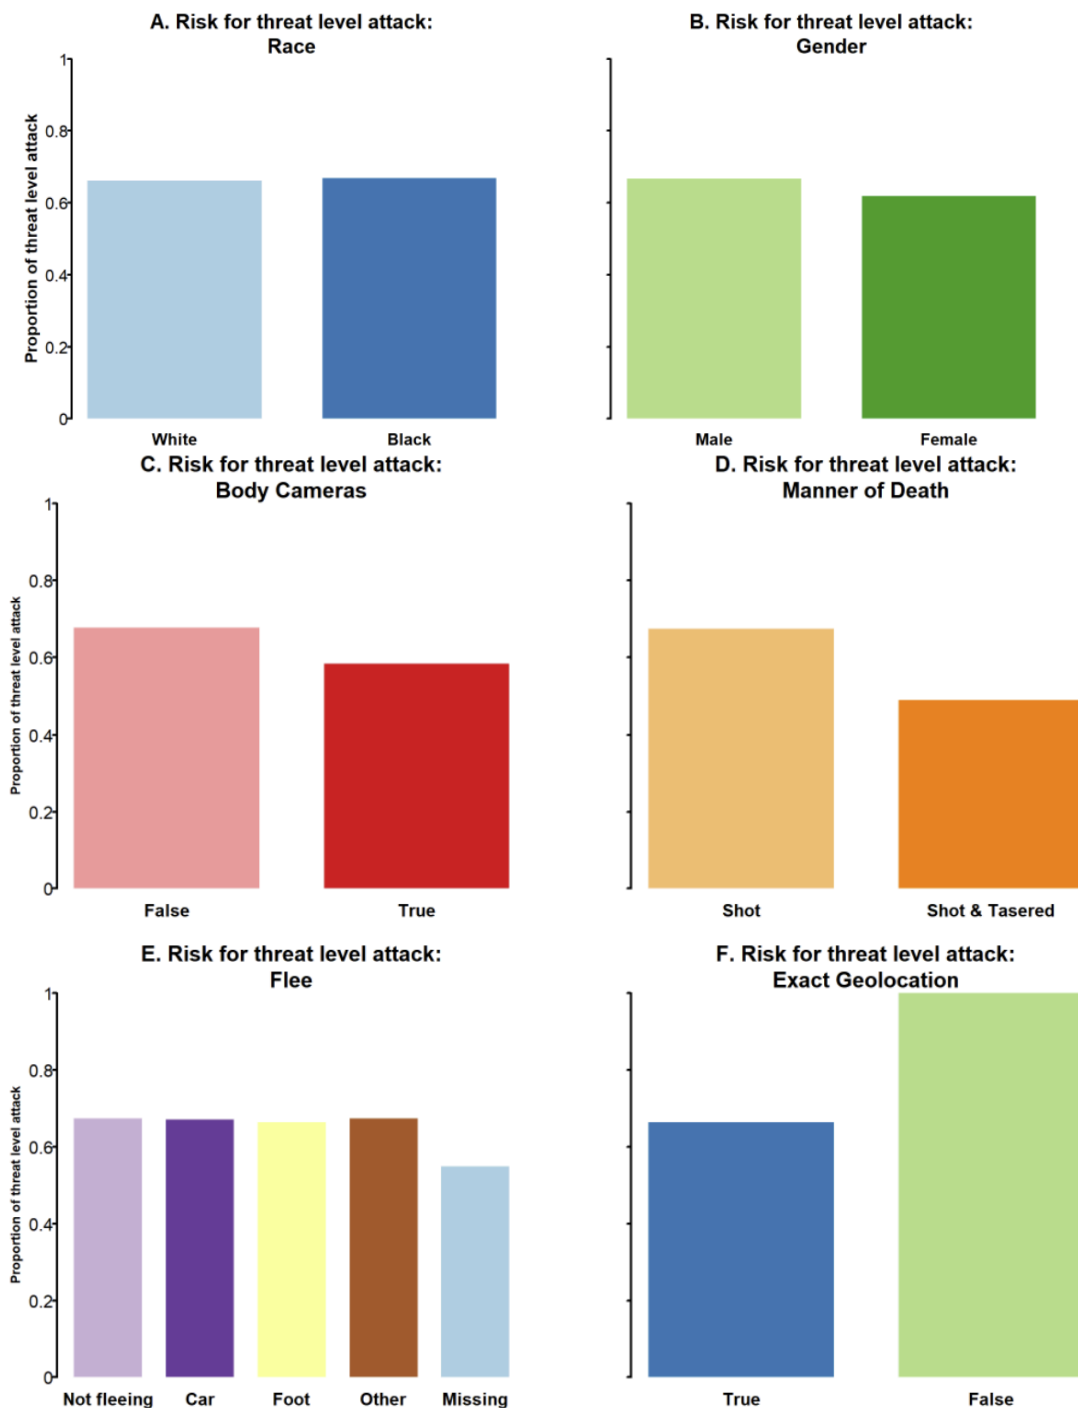 A. Risk for threat level attack:
Race
Proportion of threat level attack
1
0.8
0.6
0.4
0.2
0
White
Black
B. Risk for threat level attack:
Gender
Male
Female
C. Risk for threat level attack:
Body Cameras
Proportion of threat level attack
1
0.8
0.6
0.4
0.2
0
False
True
D. Risk for threat level attack:
Manner of Death
Shot
Shot & Tasered
E. Risk for threat level attack:
Flee
Proportion of threat level attack
1
0.8
0.6
0.4
0.2
0
Not fleeing
Car
Foot
Other
Missing
F. Risk for threat level attack:
Exact Geolocation
True
False